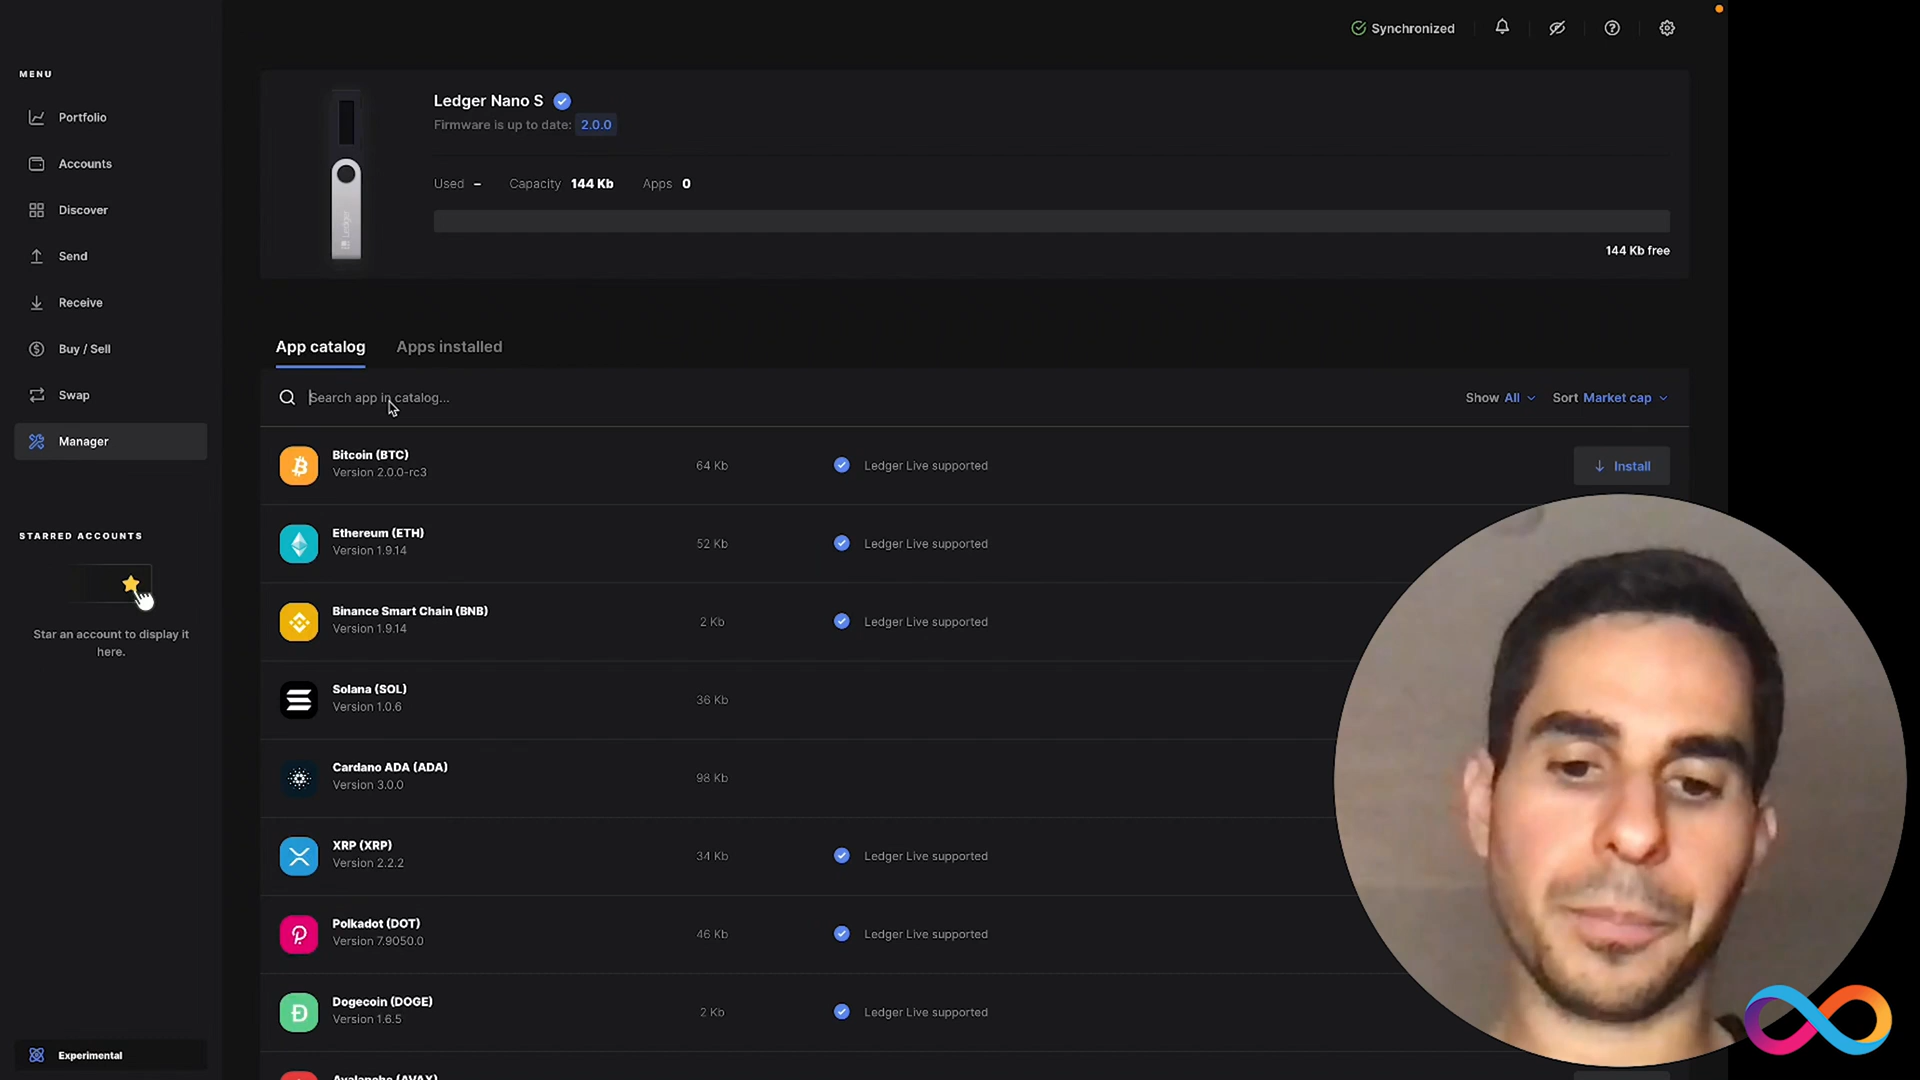 Synchronized
MENU
Portfolio
Accounts
Discover
Send
Receive
Buy / Sell
Swap
Manager
STARRED ACCOUNTS
Star an account to display it
here.
Experimental
Ledger Nano S
Firmware is up to date: 2.0.0
Used – Capacity 144 Kb Apps 0
144 Kb free
Ledger
App catalog Apps installed
Search app in catalog...
Show All Sort Market cap
Bitcoin (BTC)
Version 2.0.0-rc3
64 Kb
Ledger Live supported
Install
Ethereum (ETH)
Version 1.9.14
52 Kb
Ledger Live supported
Binance Smart Chain (BNB)
Version 1.9.14
2 Kb
Ledger Live supported
Solana (SOL)
Version 1.0.6
36 Kb
Cardano ADA (ADA)
Version 3.0.0
98 Kb
XRP (XRP)
Version 2.2.2
34 Kb
Ledger Live supported
Polkadot (DOT)
Version 7.9050.0
46 Kb
Ledger Live supported
Dogecoin (DOGE)
Version 1.6.5
2 Kb
Ledger Live supported
Avalanche (AVAX)